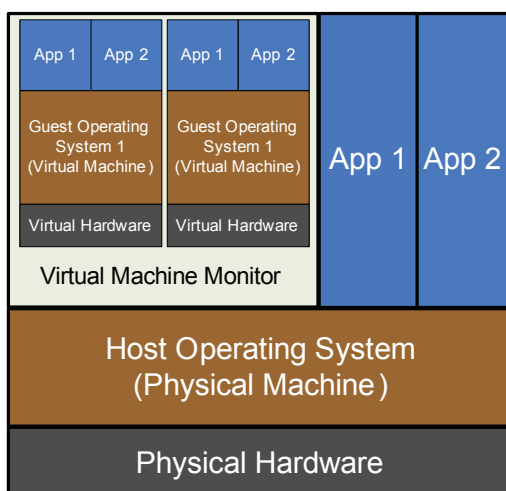 App 1
App 2
Guest Operating
System 1
(Virtual Machine)
Virtual Hardware
App 1
App 2
Guest Operating
System 1
(Virtual Machine)
Virtual Hardware
Virtual Machine Monitor
App 1
App 2
Host Operating System
(Physical Machine)
Physical Hardware